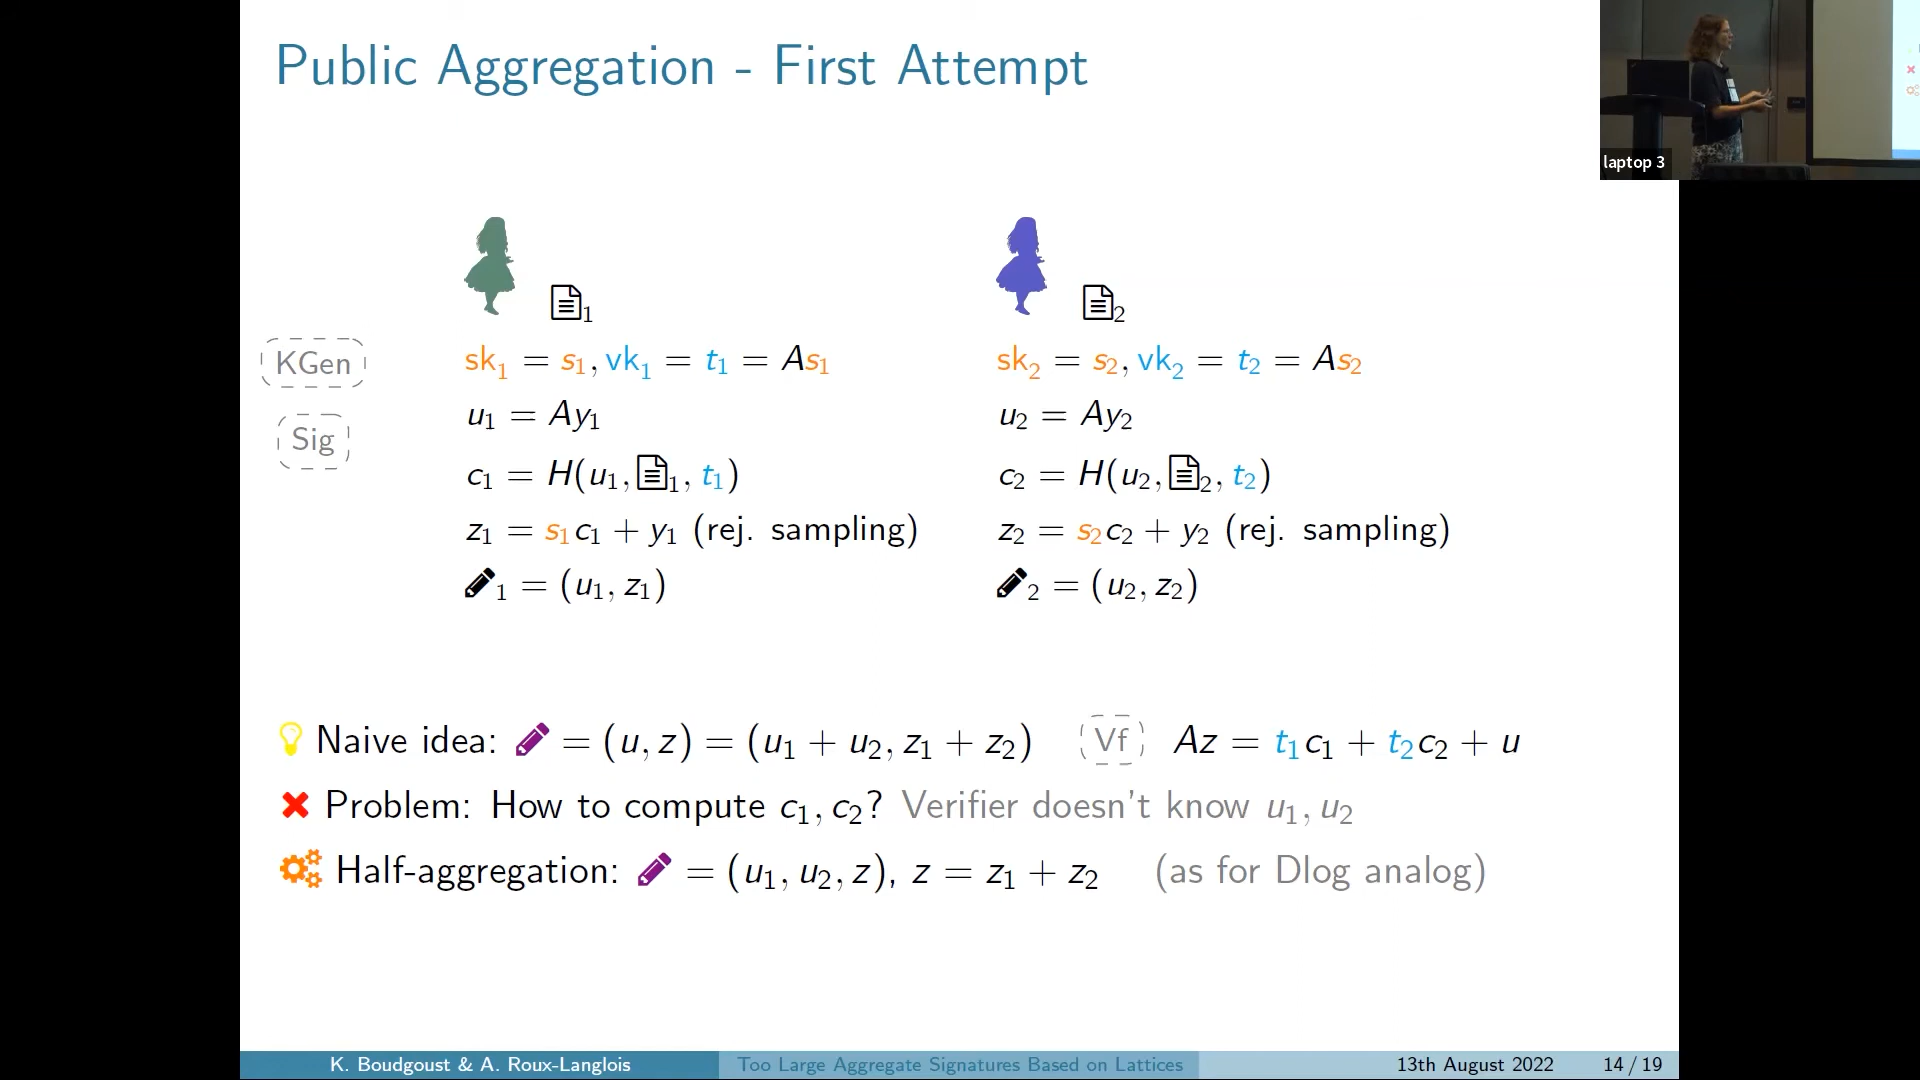 Public Aggregation - First Attempt
laptop 3
1
2
KGen
sk₁ = s₁, vk₁ = t₁ = As₁
sk₂ = s₂, vk₂ = t₂ = As₂
Sig
u₁ = Ay₁
u₂ = Ay₂
c₁ = H(u₁, ₁, t₁)
c₂ = H(u₂, ₂, t₂)
z₁ = s₁c₁ + y₁ (rej. sampling)
z₂ = s₂c₂ + y₂ (rej. sampling)
₁ = (u₁, z₁)
₂ = (u₂, z₂)
Naive idea: = (u, z) = (u₁ + u₂, z₁ + z₂) Vf Az = t₁c₁ + t₂c₂ + u
Problem: How to compute c₁, c₂? Verifier doesn't know u₁, u₂
Half-aggregation: = (u₁, u₂, z), z = z₁ + z₂ (as for Dlog analog)
K. Boudgoust & A. Roux-Langlois Too Large Aggregate Signatures Based on Lattices 13th August 2022 14 / 19